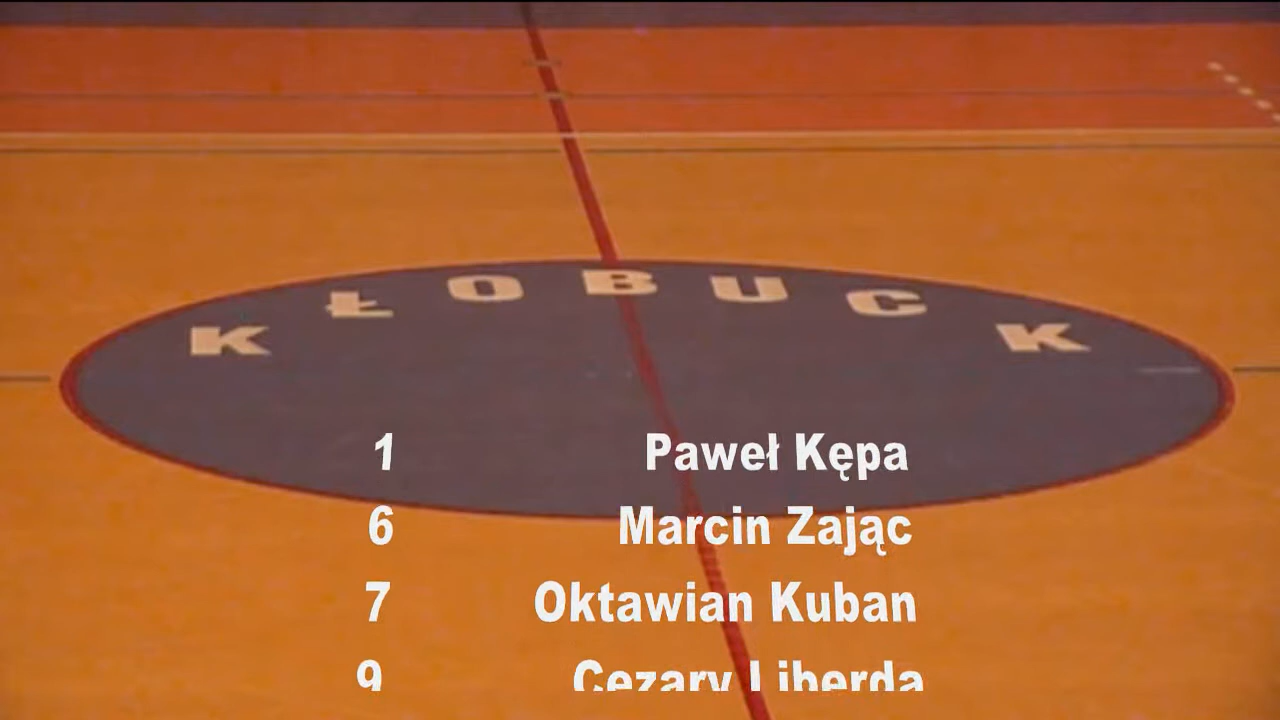 KŁOBUCK
1 Paweł Kępa
6 Marcin Zając
7 Oktawian Kuban
9 Cezary Liberda